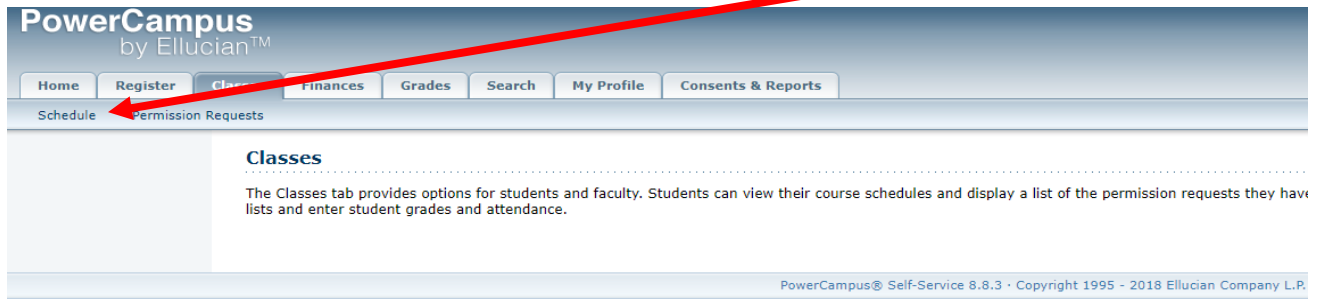 PowerCampus
by Ellucian™
Home Register Finances Grades Search My Profile Consents & Reports
Schedule Permission Requests
Classes
The Classes tab provides options for students and faculty. Students can view their course schedules and display a list of the permission requests they have
lists and enter student grades and attendance.
PowerCampus® Self-Service 8.8.3 · Copyright 1995 - 2018 Ellucian Company L.P.